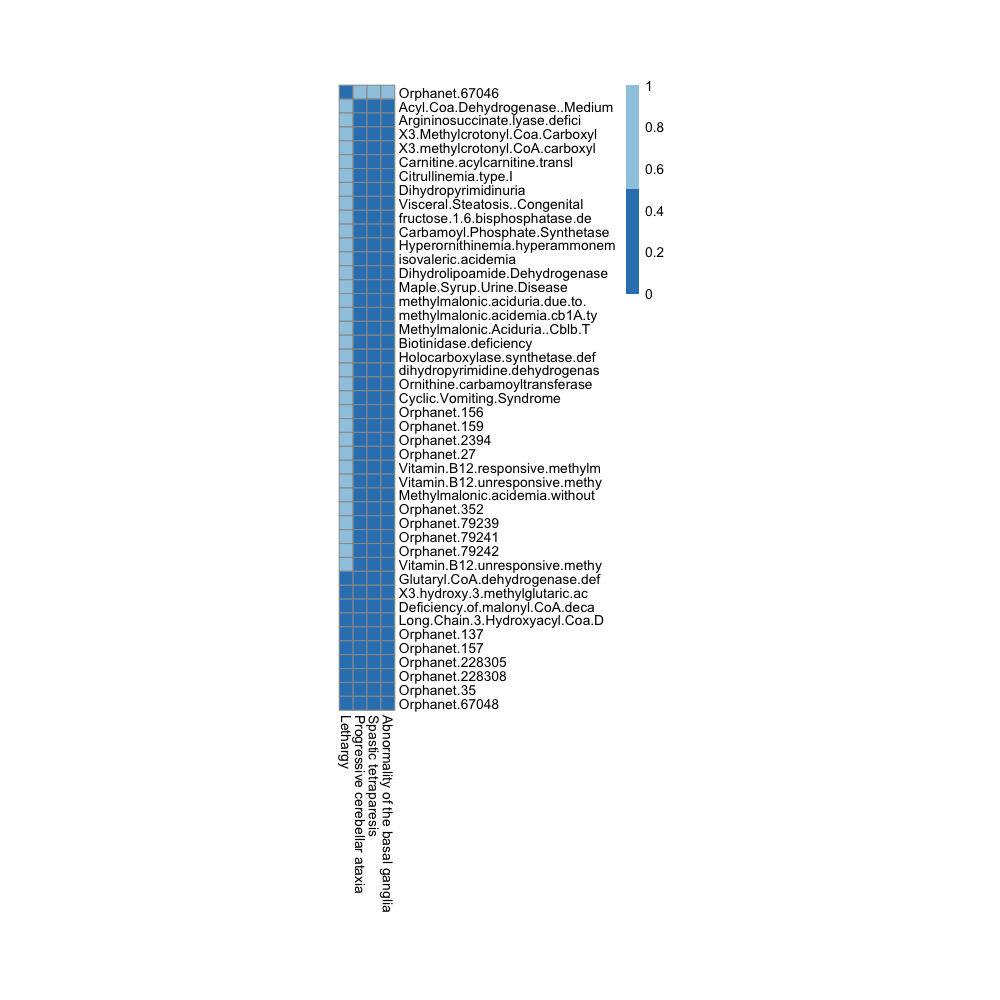 Orphanet.67046
Acyl.Coa.Dehydrogenase..Medium
Argininosuccinate.lyase.defici
X3.Methylcrotonyl.Coa.Carboxyl
X3.methylcrotonyl.CoA.carboxyl
Carnitine.acylcarnitine.transl
Citrullinemia.type.I
Dihydropyrimidinuria
Visceral.Steatosis..Congenital
fructose.1.6.bisphosphatase.de
Carbamoyl.Phosphate.Synthetase
Hyperornithinemia.hyperammonem
isovaleric.acidemia
Dihydrolipoamide.Dehydrogenase
Maple.Syrup.Urine.Disease
methylmalonic.aciduria.due.to.
methylmalonic.acidemia.cb1A.ty
Methylmalonic.Aciduria..Cblb.T
Biotinidase.deficiency
Holocarboxylase.synthetase.def
dihydropyrimidine.dehydrogenas
Ornithine.carbamoyltransferase
Cyclic.Vomiting.Syndrome
Orphanet.156
Orphanet.159
Orphanet.2394
Orphanet.27
Vitamin.B12.responsive.methylm
Vitamin.B12.unresponsive.methy
Methylmalonic.acidemia.without
Orphanet.352
Orphanet.79239
Orphanet.79241
Orphanet.79242
Vitamin.B12.unresponsive.methy
Glutaryl.CoA.dehydrogenase.def
X3.hydroxy.3.methylglutaric.ac
Deficiency.of.malonyl.CoA.deca
Long.Chain.3.Hydroxyacyl.Coa.D
Orphanet.137
Orphanet.157
Orphanet.228305
Orphanet.228308
Orphanet.35
Orphanet.67048
1
0.8
0.6
0.4
0.2
0
Lethargy
Progressive cerebellar ataxia
Spastic tetraparesis
Abnormality of the basal ganglia